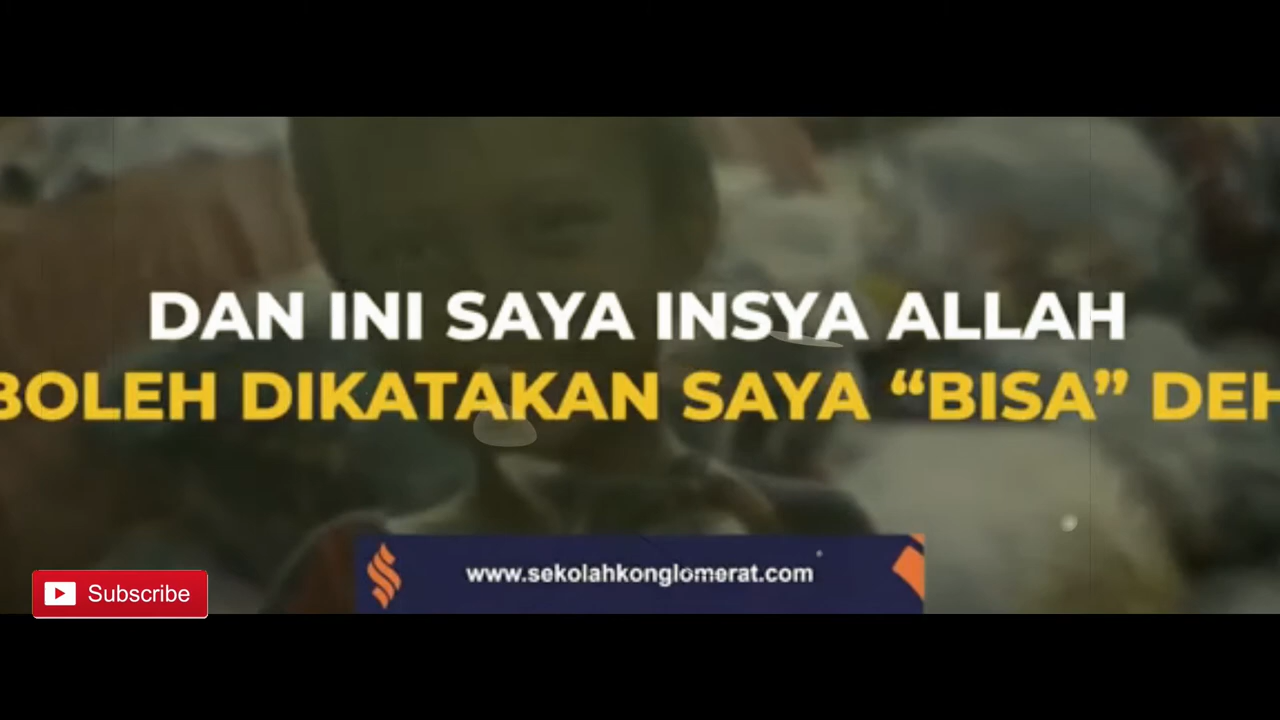 DAN INI SAYA INSYA ALLAH
BOLEH DIKATAKAN SAYA “BISA” DEH
www.sekolahkonglomerat.com
Subscribe